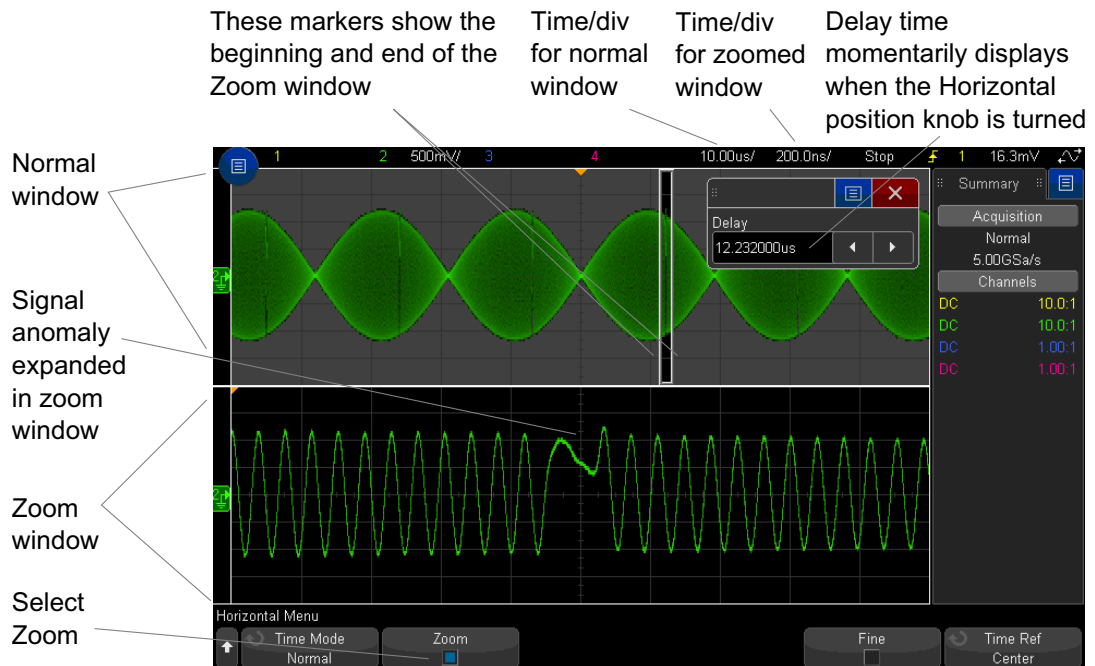 These markers show the
beginning and end of the
Zoom window
Time/div
for normal
window
Time/div
for zoomed
window
Delay time
momentarily displays
when the Horizontal
position knob is turned
Normal
window
Signal
anomaly
expanded
in zoom
window
Zoom
window
Select
Zoom
1 2 500mV/ 3 4 10.00us/ 200.0ns/ Stop 1 16.3mV
Summary
Acquisition
Normal
5.00GSa/s
Channels
DC 10.0:1
DC 10.0:1
DC 1.00:1
DC 1.00:1
Delay
12.232000us
2
2
Horizontal Menu
Time Mode
Normal
Zoom
Fine
Time Ref
Center